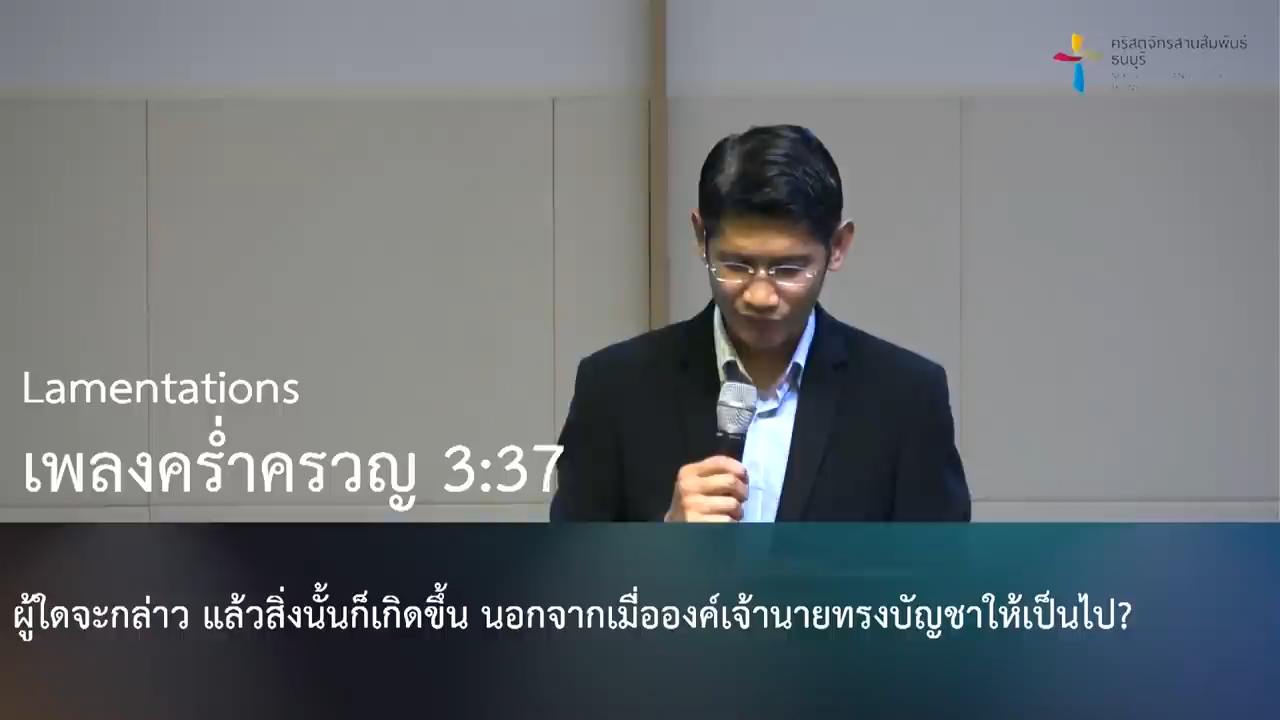 คริสตจักรสานสัมพันธ์
ธนบุรี
Lamentations
เพลงคร่ำครวญ 3:37
ผู้ใดจะกล่าว แล้วสิ่งนั้นก็เกิดขึ้น นอกจากเมื่อองค์เจ้านายทรงบัญชาให้เป็นไป?